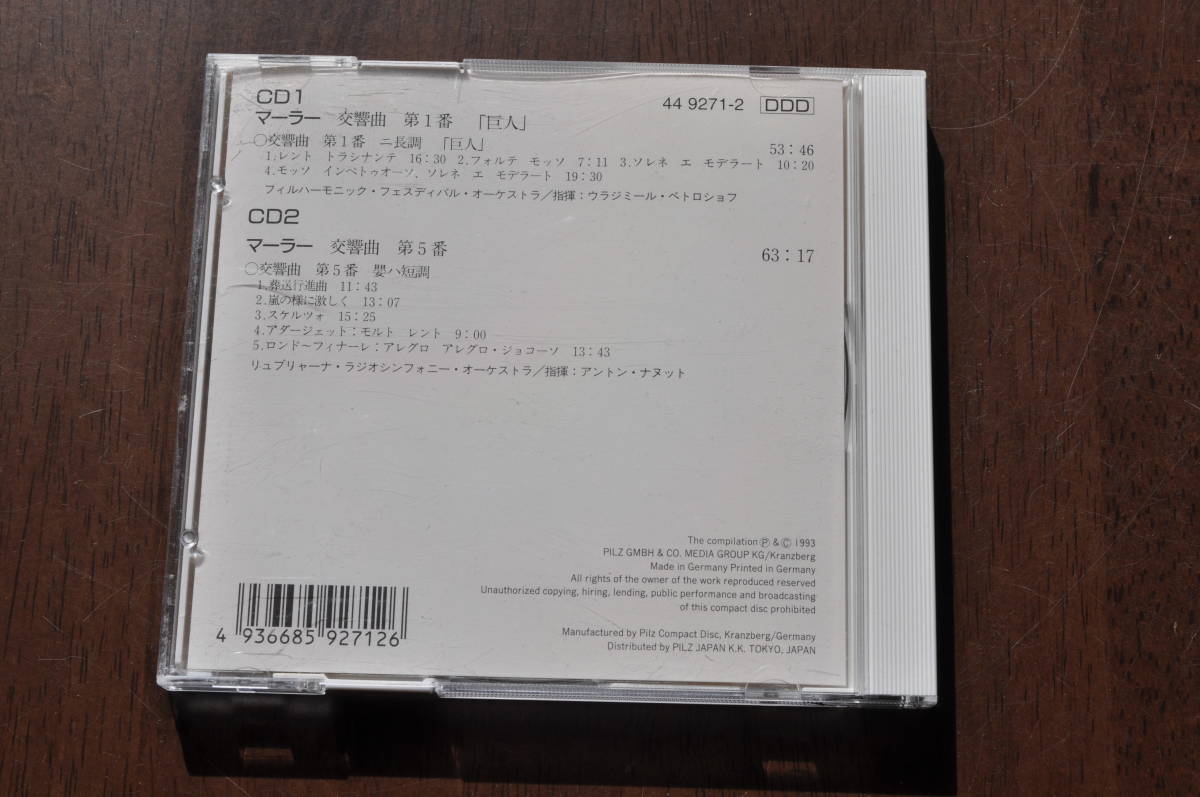 CD1
マーラー 交響曲 第1番 「巨人」
44 9271-2 DDD
○交響曲 第1番 ニ長調 「巨人」 53:46
1.レント トラシナンテ 16:30 2.フォルテ モッソ 7:11 3.ソレネ エ モデラート 10:20
4.モッソ インペトゥオーソ、ソレネ エ モデラート 19:30
フィルハーモニック・フェスディバル・オーケストラ/指揮:ウラジミール・ペトロショフ
CD2
マーラー 交響曲 第5番 63:17
○交響曲 第5番 嬰ハ短調
1.葬送行進曲 11:43
2.嵐の様に激しく 13:07
3.スケルツォ 15:25
4.アダージェット:モルト レント 9:00
5.ロンド〜フィナーレ:アレグロ アレグロ・ジョコーソ 13:43
リュブリャーナ・ラジオシンフォニー・オーケストラ/指揮:アントン・ナヌット
The compilation Ⓟ & Ⓒ 1993
PILZ GMBH & CO. MEDIA GROUP KG/Kranzberg
Made in Germany Printed in Germany
All rights of the owner of the work reproduced reserved
Unauthorized copying, hiring, lending, public performance and broadcasting
of this compact disc prohibited
Manufactured by Pilz Compact Disc, Kranzberg/Germany
Distributed by PILZ JAPAN K.K. TOKYO, JAPAN
4 936685 927126